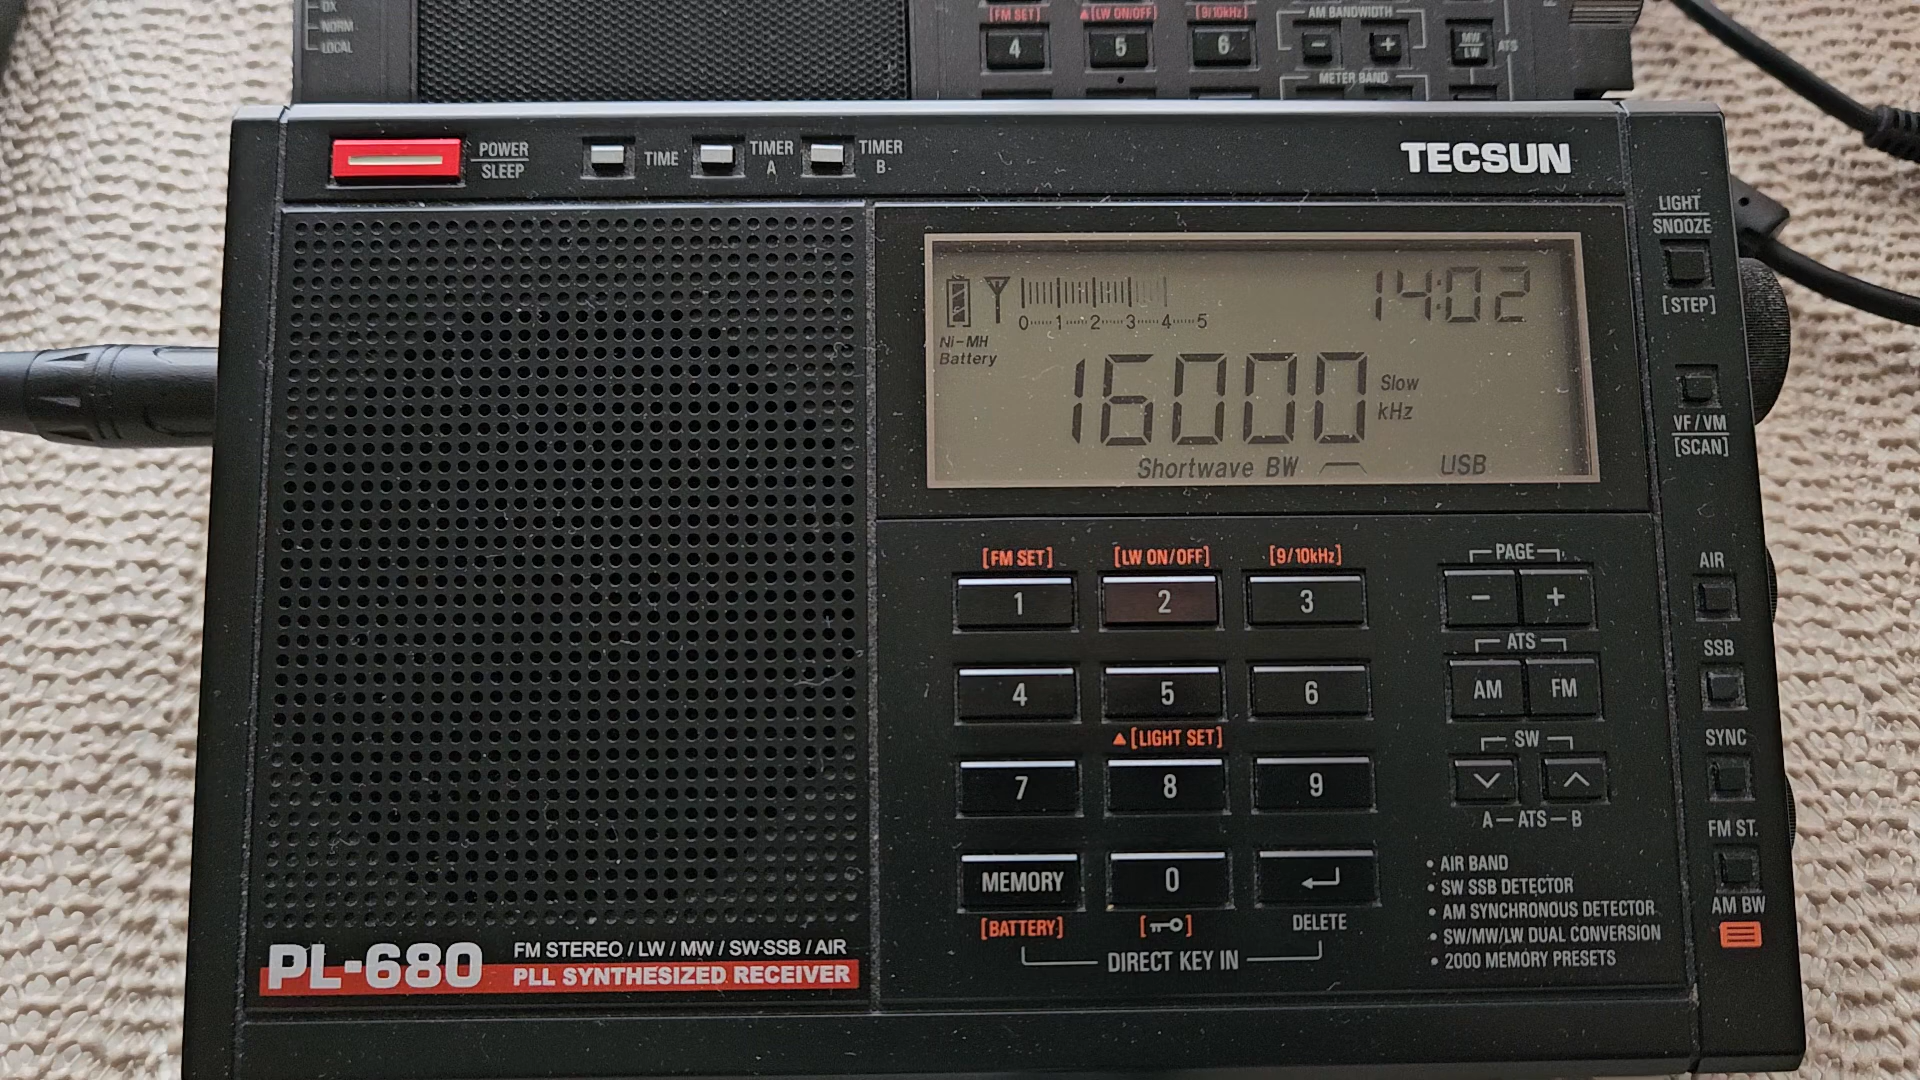 DX
NORM
LOCAL
[FM SET] ▲[LW ON/OFF] [9/10kHz] AM BANDWIDTH
4 5 6 − + MW/LW ATS
METER BAND
POWER
SLEEP
TIME
TIMER A
TIMER B
TECSUN
LIGHT
SNOOZE
[STEP]
14:02
0 1 2 3 4 5
Ni-MH
Battery
16000
Slow
kHz
Shortwave BW USB
VF/VM
[SCAN]
[FM SET] [LW ON/OFF] [9/10kHz]
1 2 3
4 5 6
▲[LIGHT SET]
7 8 9
MEMORY 0
[BATTERY] DELETE
DIRECT KEY IN
PAGE
− +
ATS
AM FM
SW
A—ATS—B
• AIR BAND
• SW SSB DETECTOR
• AM SYNCHRONOUS DETECTOR
• SW/MW/LW DUAL CONVERSION
• 2000 MEMORY PRESETS
AIR
SSB
SYNC
FM ST.
AM BW
PL-680
FM STEREO / LW / MW / SW-SSB / AIR
PLL SYNTHESIZED RECEIVER